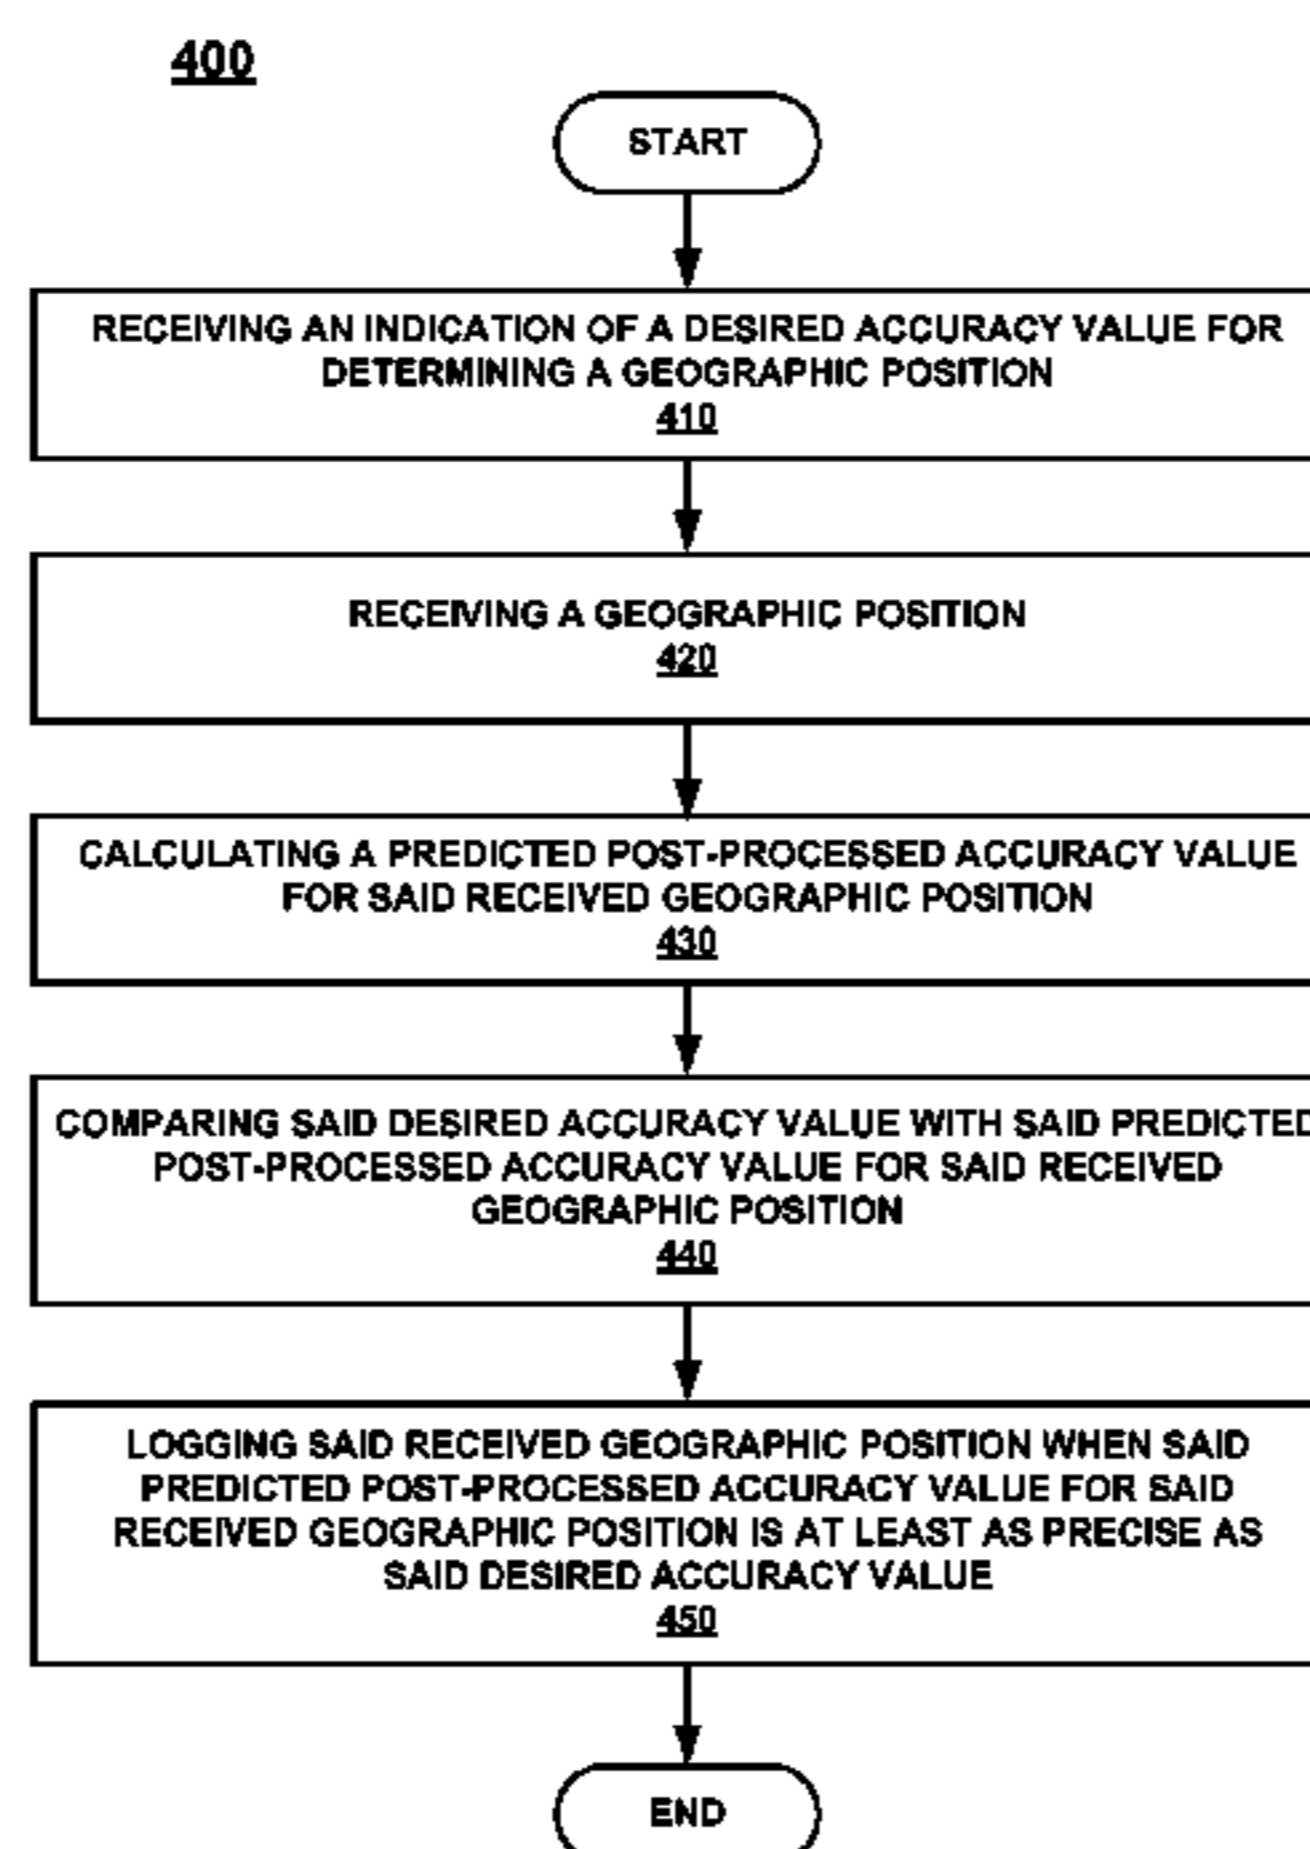 400
START
RECEIVING AN INDICATION OF A DESIRED ACCURACY VALUE FOR
DETERMINING A GEOGRAPHIC POSITION
410
RECEIVING A GEOGRAPHIC POSITION
420
CALCULATING A PREDICTED POST-PROCESSED ACCURACY VALUE
FOR SAID RECEIVED GEOGRAPHIC POSITION
430
COMPARING SAID DESIRED ACCURACY VALUE WITH SAID PREDICTED
POST-PROCESSED ACCURACY VALUE FOR SAID RECEIVED
GEOGRAPHIC POSITION
440
LOGGING SAID RECEIVED GEOGRAPHIC POSITION WHEN SAID
PREDICTED POST-PROCESSED ACCURACY VALUE FOR SAID
RECEIVED GEOGRAPHIC POSITION IS AT LEAST AS PRECISE AS
SAID DESIRED ACCURACY VALUE
450
END